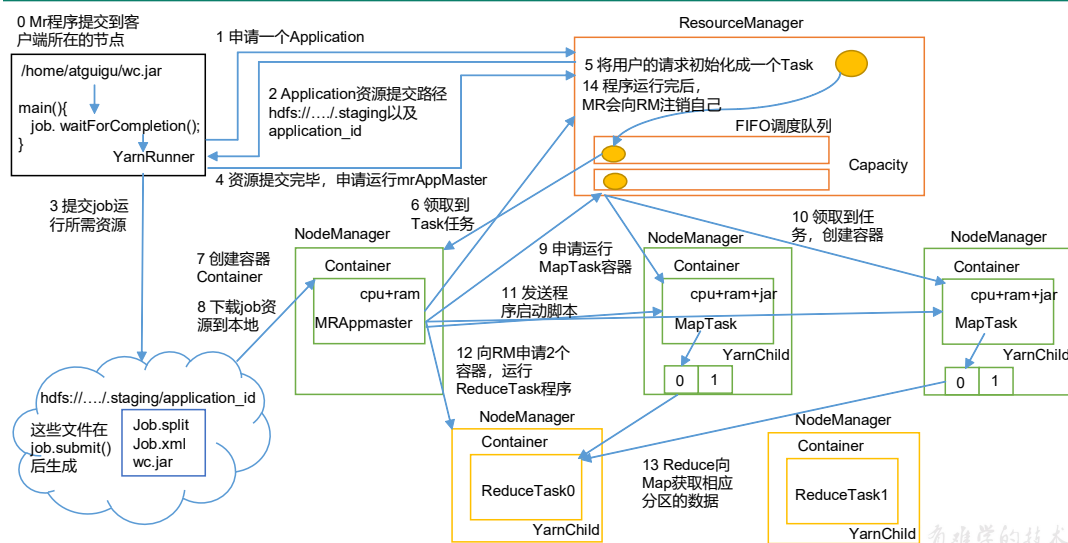 0 Mr程序提交到客
户端所在的节点
/home/atguigu/wc.jar
main(){
job. waitForCompletion();
}
YarnRunner
1 申请一个Application
2 Application资源提交路径
hdfs://…./.staging以及
application_id
3 提交job运
行所需资源
4 资源提交完毕，申请运行mrAppMaster
ResourceManager
5 将用户的请求初始化成一个Task
14 程序运行完后，
MR会向RM注销自己
FIFO调度队列
Capacity
6 领取到
Task任务
7 创建容器
Container
8 下载job资
源到本地
NodeManager
Container
cpu+ram
MRAppmaster
9 申请运行
MapTask容器
11 发送程
序启动脚本
NodeManager
Container
cpu+ram+jar
MapTask
YarnChild
0 1
10 领取到任
务，创建容器
NodeManager
Container
cpu+ram+jar
MapTask
YarnChild
0 1
12 向RM申请2个
容器，运行
ReduceTask程序
hdfs://…./.staging/application_id
这些文件在
job.submit()
后生成
Job.split
Job.xml
wc.jar
NodeManager
Container
ReduceTask0
YarnChild
13 Reduce向
Map获取相应
分区的数据
NodeManager
Container
ReduceTask1
YarnChild
有难学的技术